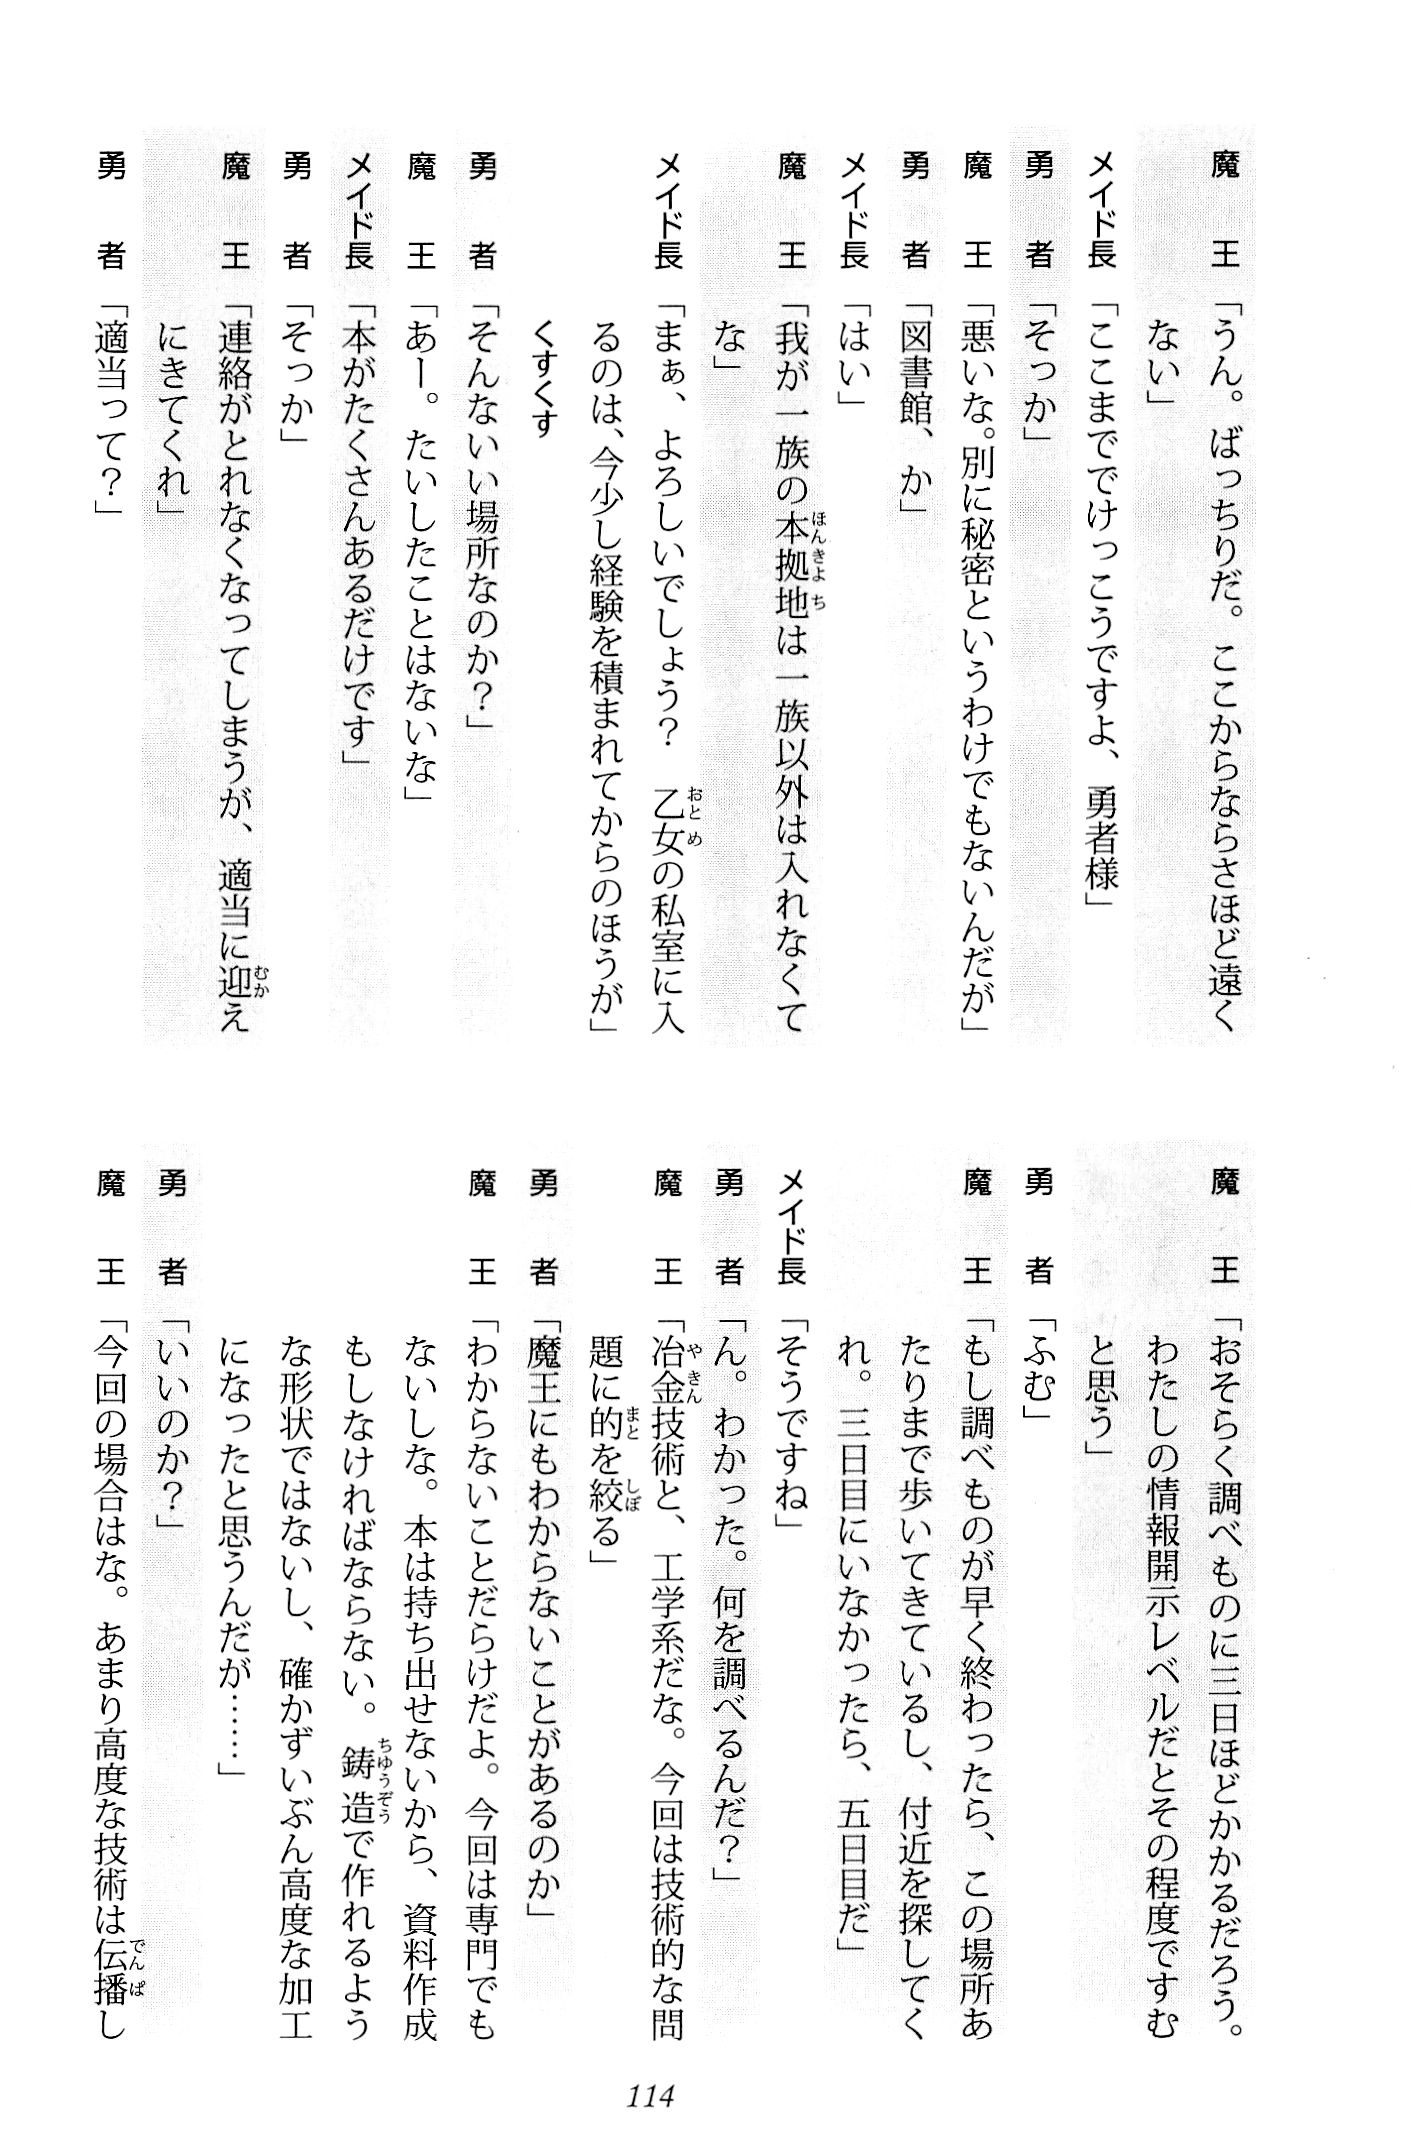 魔王「うん。ばっちりだ。ここからならさほど遠く
ない」
メイド長「ここまででけっこうですよ、勇者様」
勇者「そっか」
魔王「悪いな。別に秘密というわけでもないんだが」
勇者「図書館、か」
メイド長「はい」
魔王「我が一族の本拠地は一族以外は入れなくて
な」
メイド長「まぁ、よろしいでしょう？　乙女の私室に入
るのは、今少し経験を積まれてからのほうが」
くすくす
勇者「そんないい場所なのか？」
魔王「あー。たいしたことはないな」
メイド長「本がたくさんあるだけです」
勇者「そっか」
魔王「連絡がとれなくなってしまうが、適当に迎え
にきてくれ」
勇者「適当って？」
魔王「おそらく調べものに三日ほどかかるだろう。
わたしの情報開示レベルだとその程度ですむ
と思う」
勇者「ふむ」
魔王「もし調べものが早く終わったら、この場所あ
たりまで歩いてきているし、付近を探してく
れ。三日目にいなかったら、五日目だ」
メイド長「そうですね」
勇者「ん。わかった。何を調べるんだ？」
魔王「冶金技術と、工学系だな。今回は技術的な問
題に的を絞る」
勇者「魔王にもわからないことがあるのか」
魔王「わからないことだらけだよ。今回は専門でも
ないしな。本は持ち出せないから、資料作成
もしなければならない。鋳造で作れるよう
な形状ではないし、確かずいぶん高度な加工
になったと思うんだが……」
勇者「いいのか？」
魔王「今回の場合はな。あまり高度な技術は伝播し
114